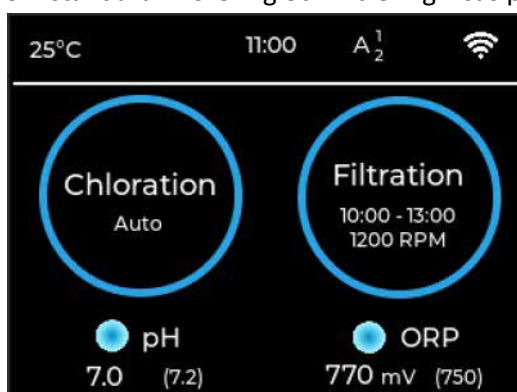 25°C 11:00 A 1 2
Chloration
Auto
Filtration
10:00 - 13:00
1200 RPM
pH
7.0 (7.2)
ORP
770 mV (750)